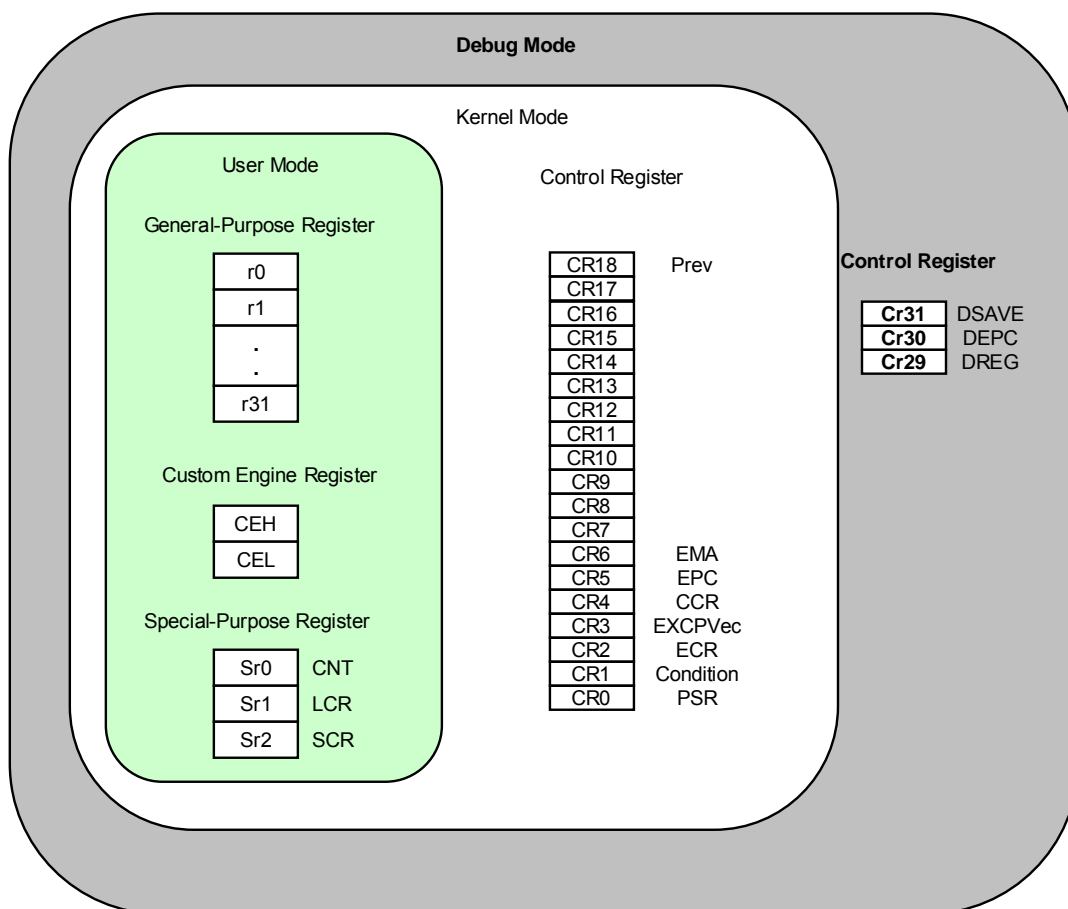 Debug Mode
Kernel Mode
User Mode
General-Purpose Register
r0
r1
.
.
r31
Custom Engine Register
CEH
CEL
Special-Purpose Register
Sr0 CNT
Sr1 LCR
Sr2 SCR
Control Register
CR18 Prev
CR17
CR16
CR15
CR14
CR13
CR12
CR11
CR10
CR9
CR8
CR7
CR6 EMA
CR5 EPC
CR4 CCR
CR3 EXCPVec
CR2 ECR
CR1 Condition
CR0 PSR
Control Register
Cr31 DSAVE
Cr30 DEPC
Cr29 DREG